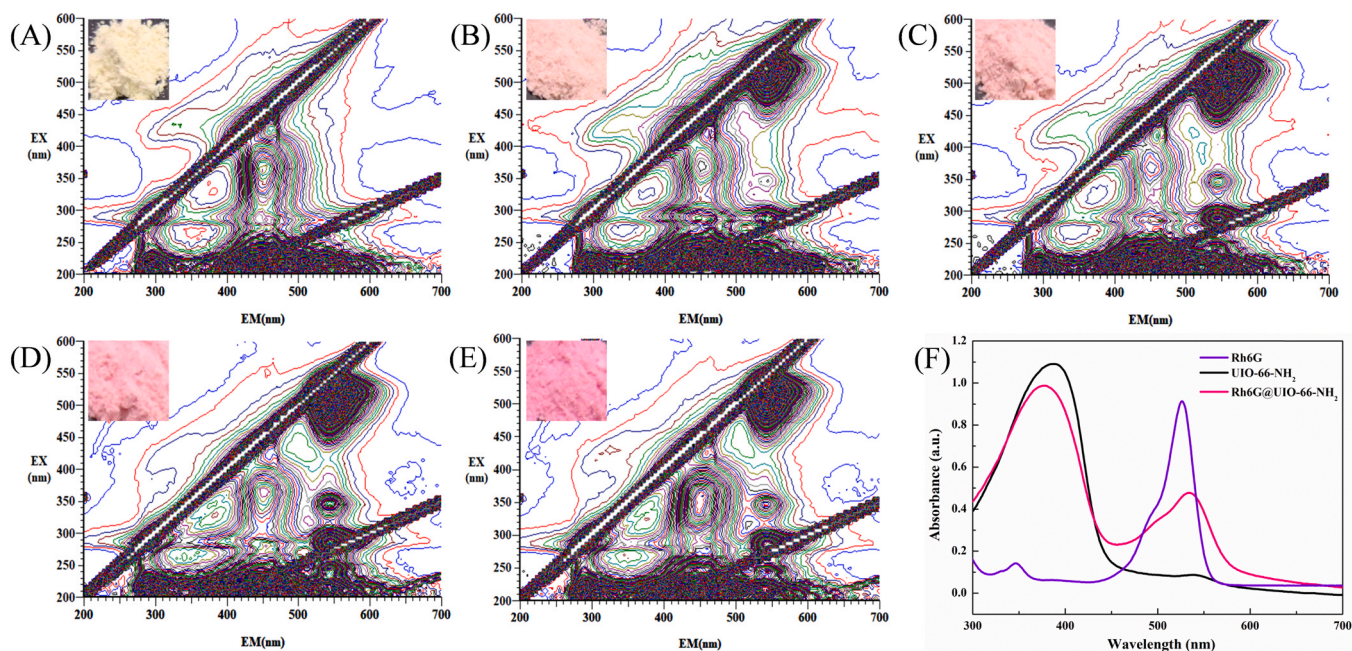 (A)
600
550
500
450
EX
(nm)
400
350
300
250
200
200 300 400 500 600 700
EM(nm)
(B)
600
550
500
450
EX
(nm)
400
350
300
250
200
200 300 400 500 600 700
EM(nm)
(C)
600
550
500
450
EX
(nm)
400
350
300
250
200
200 300 400 500 600 700
EM(nm)
(D)
600
550
500
450
EX
(nm)
400
350
300
250
200
200 300 400 500 600 700
EM(nm)
(E)
600
550
500
450
EX
(nm)
400
350
300
250
200
200 300 400 500 600 700
EM(nm)
(F)
Rh6G
UIO-66-NH₂
Rh6G@UIO-66-NH₂
1.2
1.0
0.8
0.6
0.4
0.2
0.0
Absorbance (a.u.)
300 400 500 600 700
Wavelength (nm)